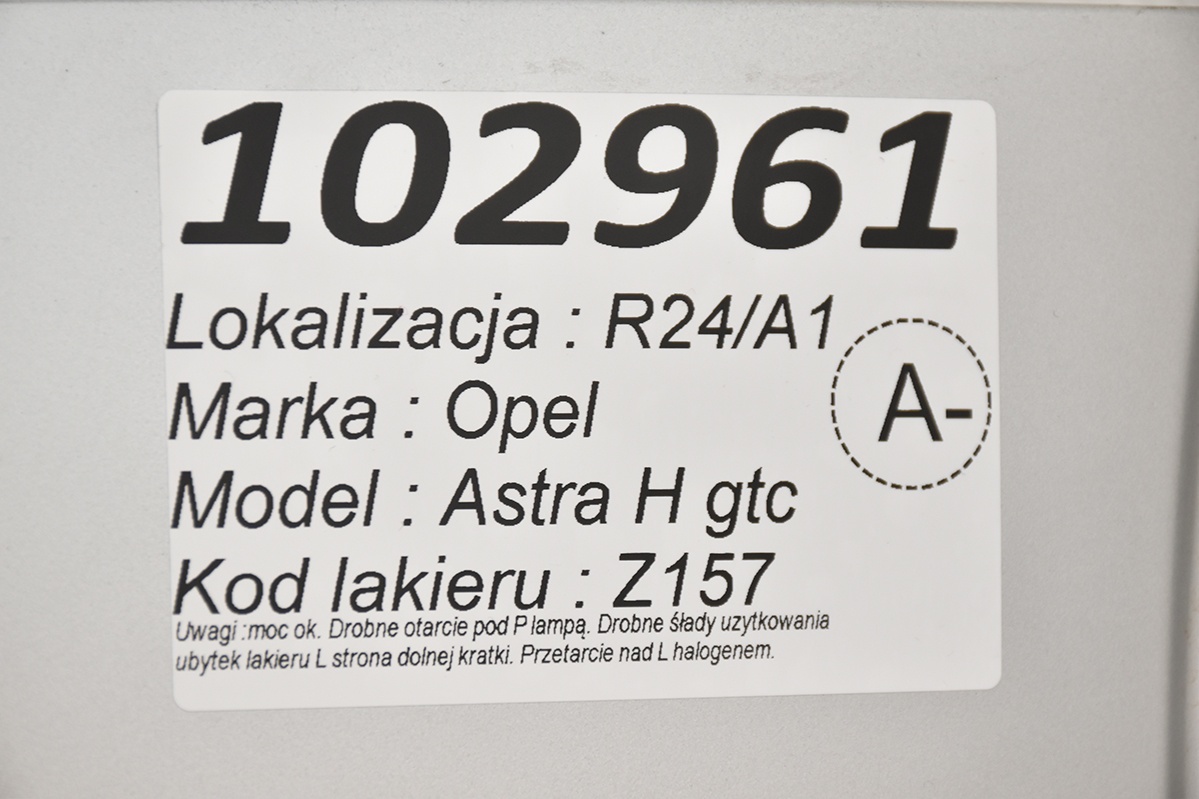 102961
Lokalizacja : R24/A1
Marka : Opel
A-
Model : Astra H gtc
Kod lakieru : Z157
Uwagi :moc ok. Drobne otarcie pod P lampą. Drobne śłady uzytkowania
ubytek lakieru L strona dolnej kratki. Przetarcie nad L halogenem.